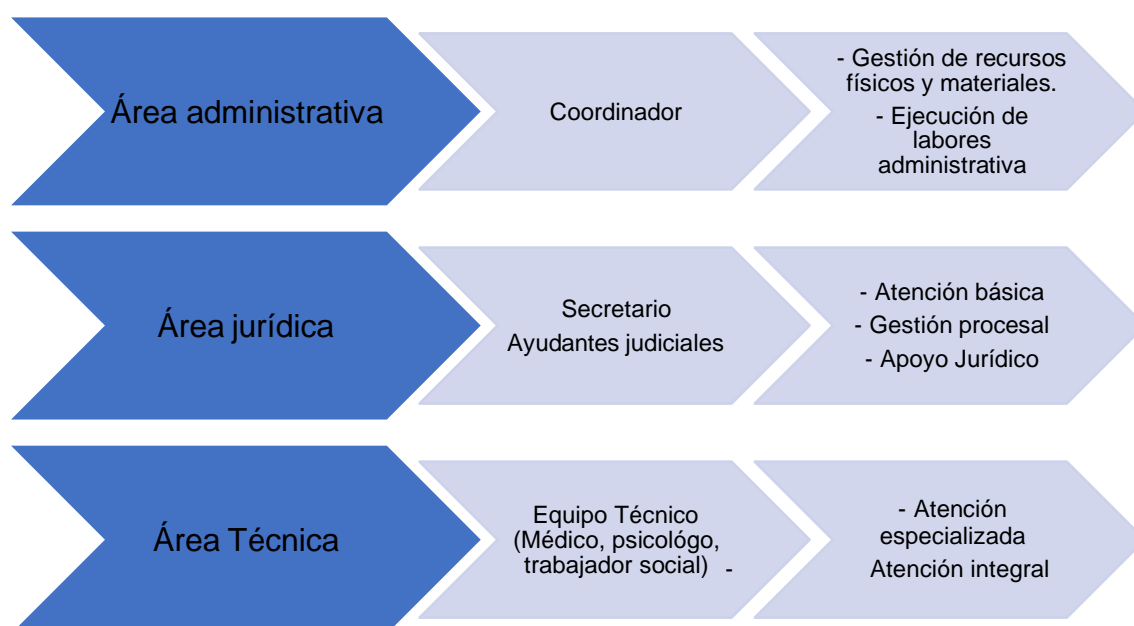 Área administrativa
Coordinador
- Gestión de recursos
físicos y materiales.
- Ejecución de
labores
administrativa
Área jurídica
Secretario
Ayudantes judiciales
- Atención básica
- Gestión procesal
- Apoyo Jurídico
Área Técnica
Equipo Técnico
(Médico, psicológo,
trabajador social) -
- Atención
especializada
Atención integral